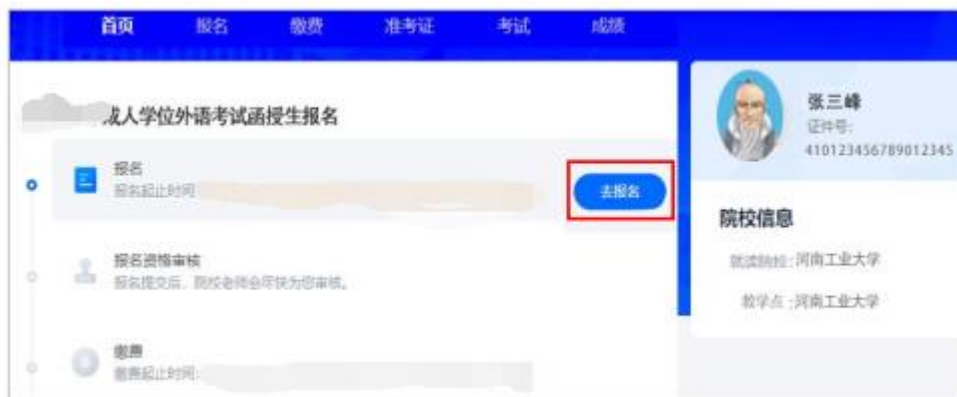 首页 报名 缴费 准考证 考试 成绩
成人学位外语考试函授生报名
报名
报名起止时间:
去报名
报名资格审核
报名提交后，院校老师会尽快为您审核。
缴费
缴费起止时间:
张三峰
证件号:
410123456789012345
院校信息
就读院校:河南工业大学
教学点:河南工业大学